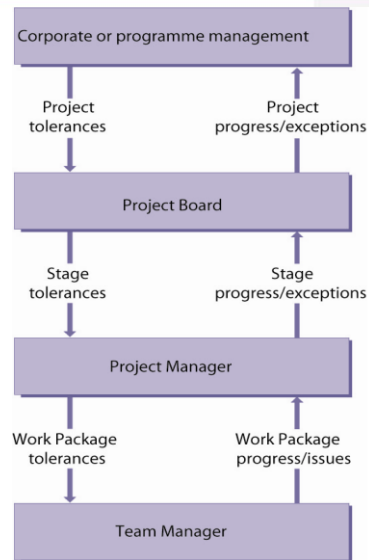 Corporate or programme management
Project
tolerances
Project
progress/exceptions
Project Board
Stage
tolerances
Stage
progress/exceptions
Project Manager
Work Package
tolerances
Work Package
progress/issues
Team Manager